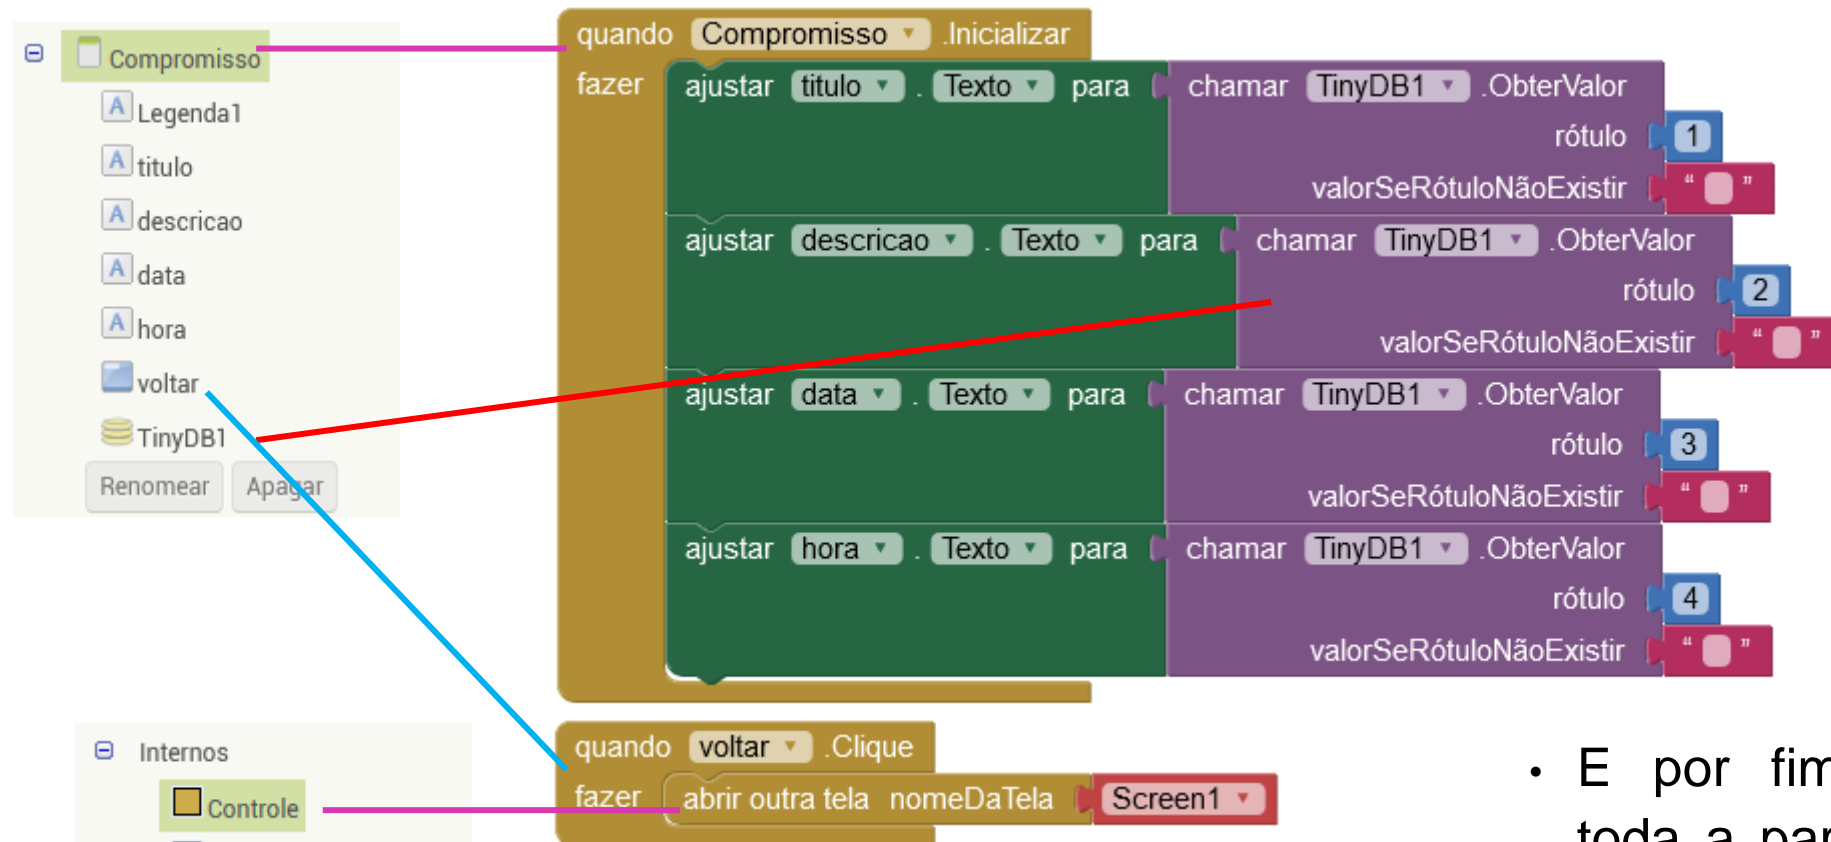 Compromisso
Legenda1
titulo
descricao
data
hora
voltar
TinyDB1
Renomear Apagar
quando Compromisso .Inicializar
fazer ajustar titulo . Texto para chamar TinyDB1 .ObterValor
rótulo 1
valorSeRótuloNãoExistir “ ”
ajustar descricao . Texto para chamar TinyDB1 .ObterValor
rótulo 2
valorSeRótuloNãoExistir “ ”
ajustar data . Texto para chamar TinyDB1 .ObterValor
rótulo 3
valorSeRótuloNãoExistir “ ”
ajustar hora . Texto para chamar TinyDB1 .ObterValor
rótulo 4
valorSeRótuloNãoExistir “ ”
Internos
Controle
quando voltar .Clique
fazer abrir outra tela nomeDaTela Screen1
• E por fim
toda a par